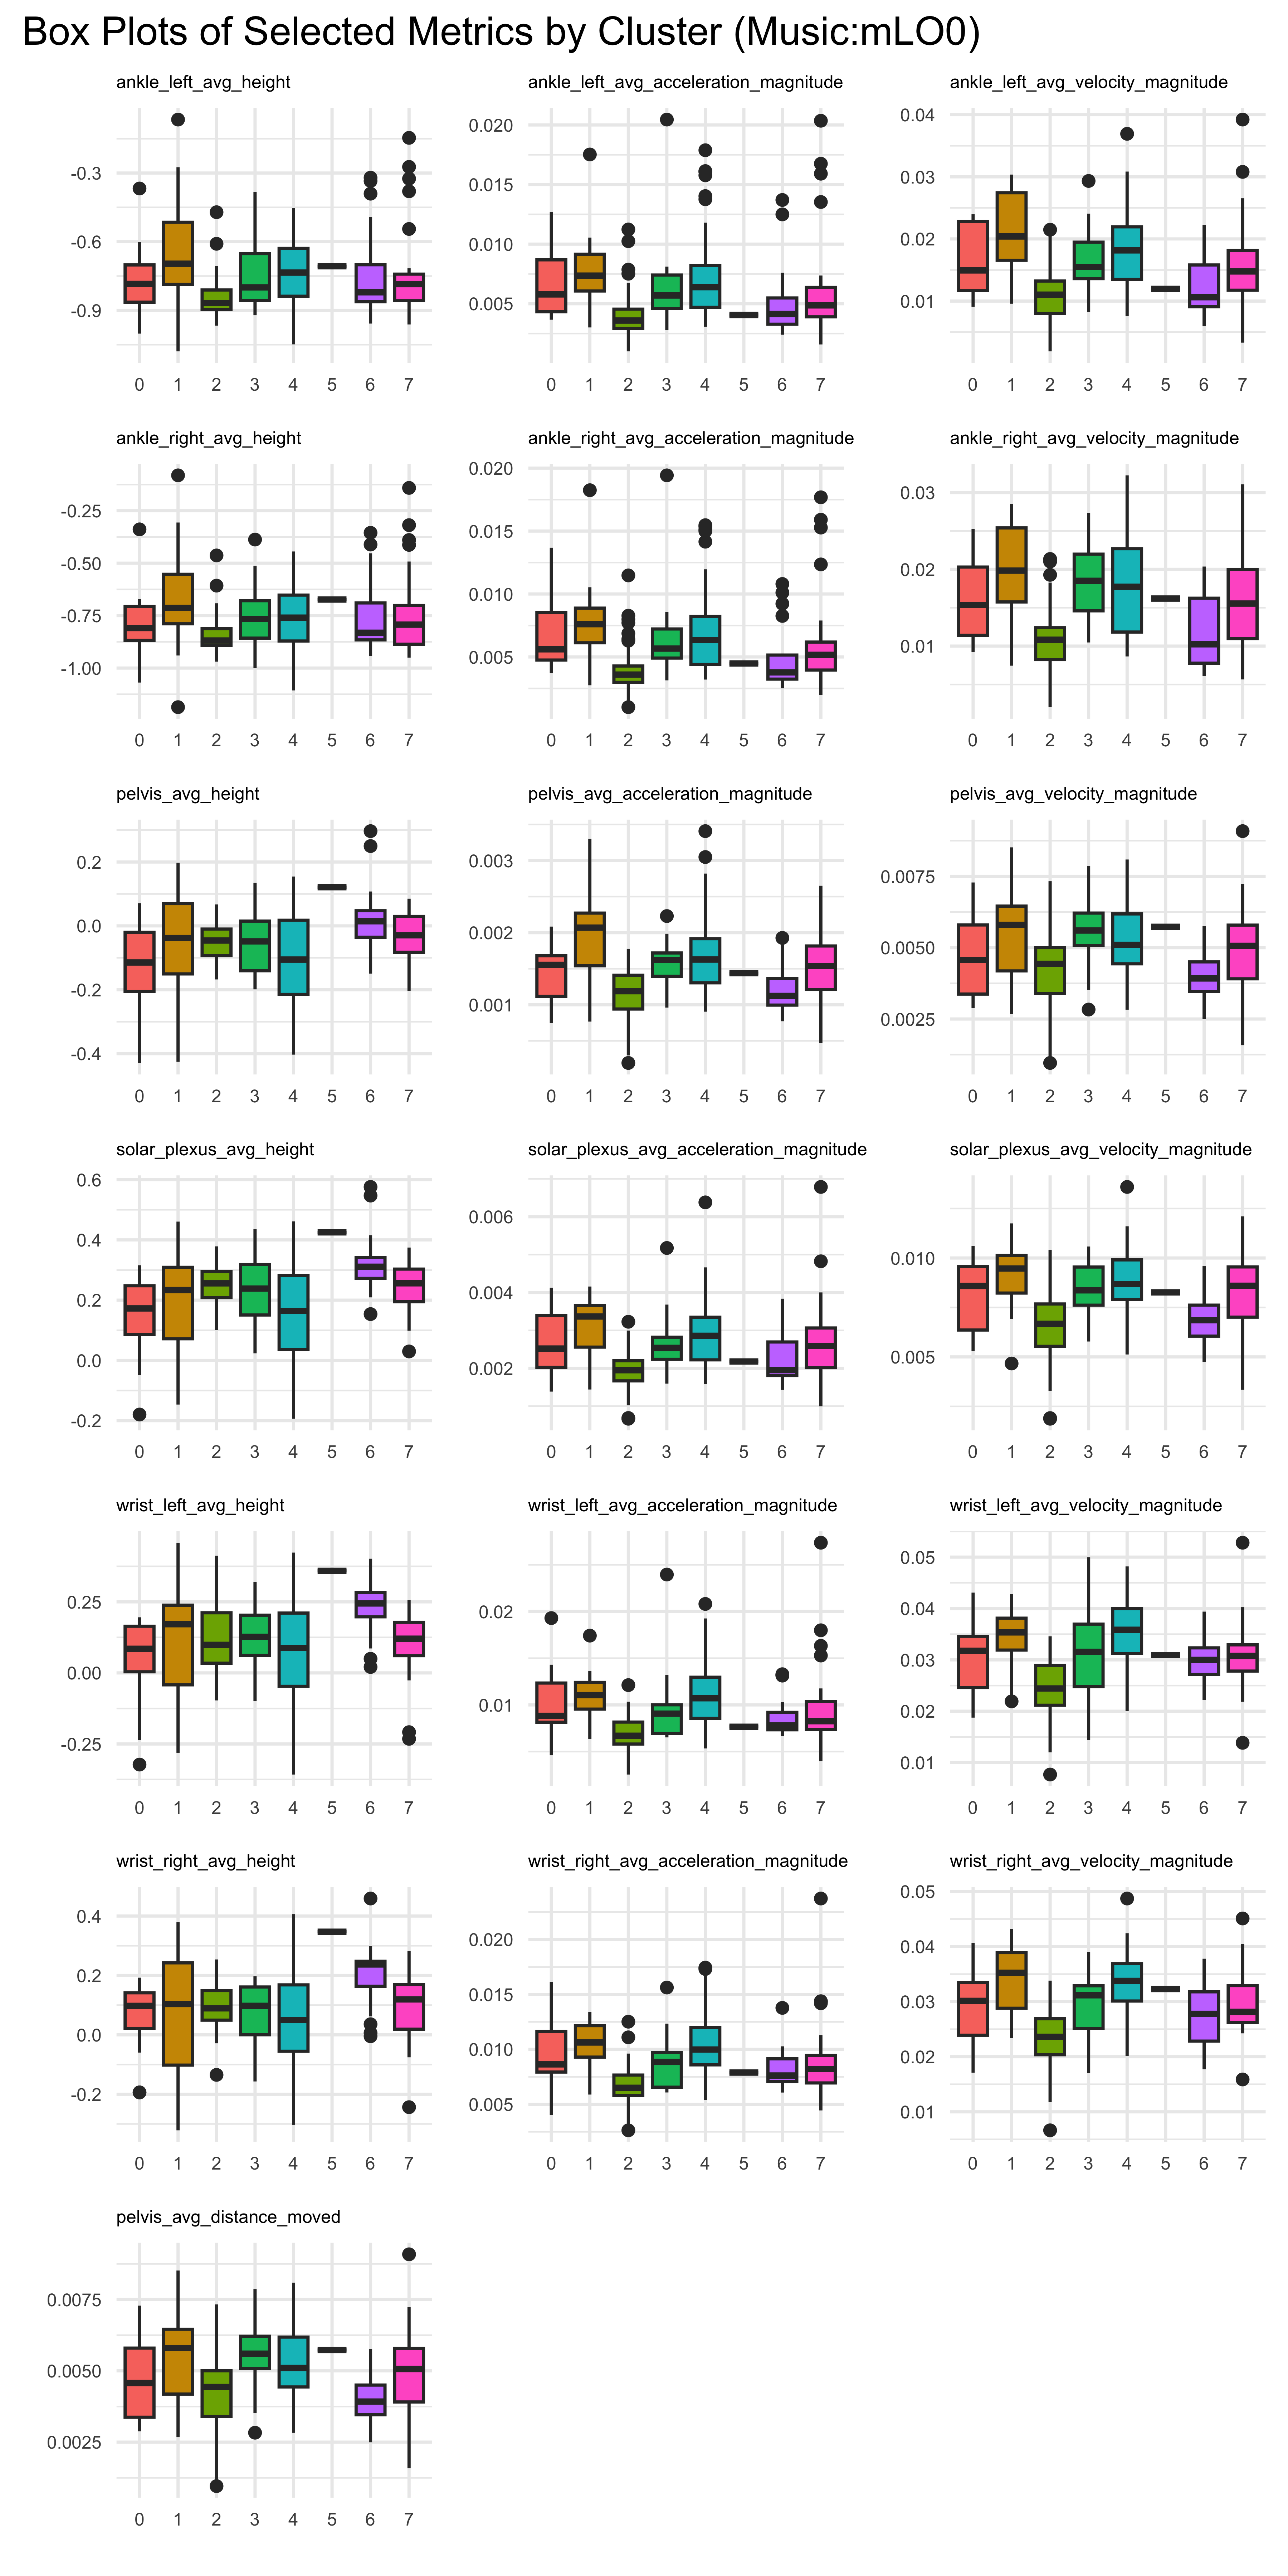 Box Plots of Selected Metrics by Cluster (Music:mLO0)
ankle_left_avg_height
ankle_left_avg_acceleration_magnitude
ankle_left_avg_velocity_magnitude
-0.3
-0.6
-0.9
0.020
0.015
0.010
0.005
0.04
0.03
0.02
0.01
0 1 2 3 4 5 6 7
0 1 2 3 4 5 6 7
0 1 2 3 4 5 6 7
ankle_right_avg_height
ankle_right_avg_acceleration_magnitude
ankle_right_avg_velocity_magnitude
-0.25
-0.50
-0.75
-1.00
0.020
0.015
0.010
0.005
0.03
0.02
0.01
0 1 2 3 4 5 6 7
0 1 2 3 4 5 6 7
0 1 2 3 4 5 6 7
pelvis_avg_height
pelvis_avg_acceleration_magnitude
pelvis_avg_velocity_magnitude
0.2
0.0
-0.2
-0.4
0.003
0.002
0.001
0.0075
0.0050
0.0025
0 1 2 3 4 5 6 7
0 1 2 3 4 5 6 7
0 1 2 3 4 5 6 7
solar_plexus_avg_height
solar_plexus_avg_acceleration_magnitude
solar_plexus_avg_velocity_magnitude
0.6
0.4
0.2
0.0
-0.2
0.006
0.004
0.002
0.010
0.005
0 1 2 3 4 5 6 7
0 1 2 3 4 5 6 7
0 1 2 3 4 5 6 7
wrist_left_avg_height
wrist_left_avg_acceleration_magnitude
wrist_left_avg_velocity_magnitude
0.25
0.00
-0.25
0.02
0.01
0.05
0.04
0.03
0.02
0.01
0 1 2 3 4 5 6 7
0 1 2 3 4 5 6 7
0 1 2 3 4 5 6 7
wrist_right_avg_height
wrist_right_avg_acceleration_magnitude
wrist_right_avg_velocity_magnitude
0.4
0.2
0.0
-0.2
0.020
0.015
0.010
0.005
0.05
0.04
0.03
0.02
0.01
0 1 2 3 4 5 6 7
0 1 2 3 4 5 6 7
0 1 2 3 4 5 6 7
pelvis_avg_distance_moved
0.0075
0.0050
0.0025
0 1 2 3 4 5 6 7